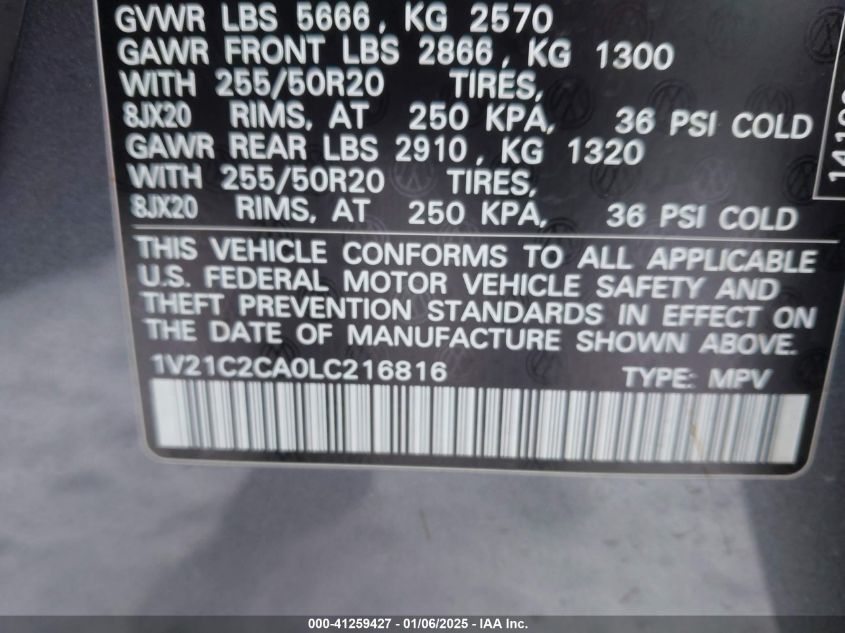 GVWR LBS 5666, KG 2570
GAWR FRONT LBS 2866, KG 1300
WITH 255/50R20 TIRES,
8JX20 RIMS, AT 250 KPA, 36 PSI COLD
GAWR REAR LBS 2910, KG 1320
WITH 255/50R20 TIRES,
8JX20 RIMS, AT 250 KPA, 36 PSI COLD
THIS VEHICLE CONFORMS TO ALL APPLICABLE
U.S. FEDERAL MOTOR VEHICLE SAFETY AND
THEFT PREVENTION STANDARDS IN EFFECT ON
THE DATE OF MANUFACTURE SHOWN ABOVE.
1V21C2CA0LC216816 TYPE: MPV
000-41259427 - 01/06/2025 - IAA Inc.